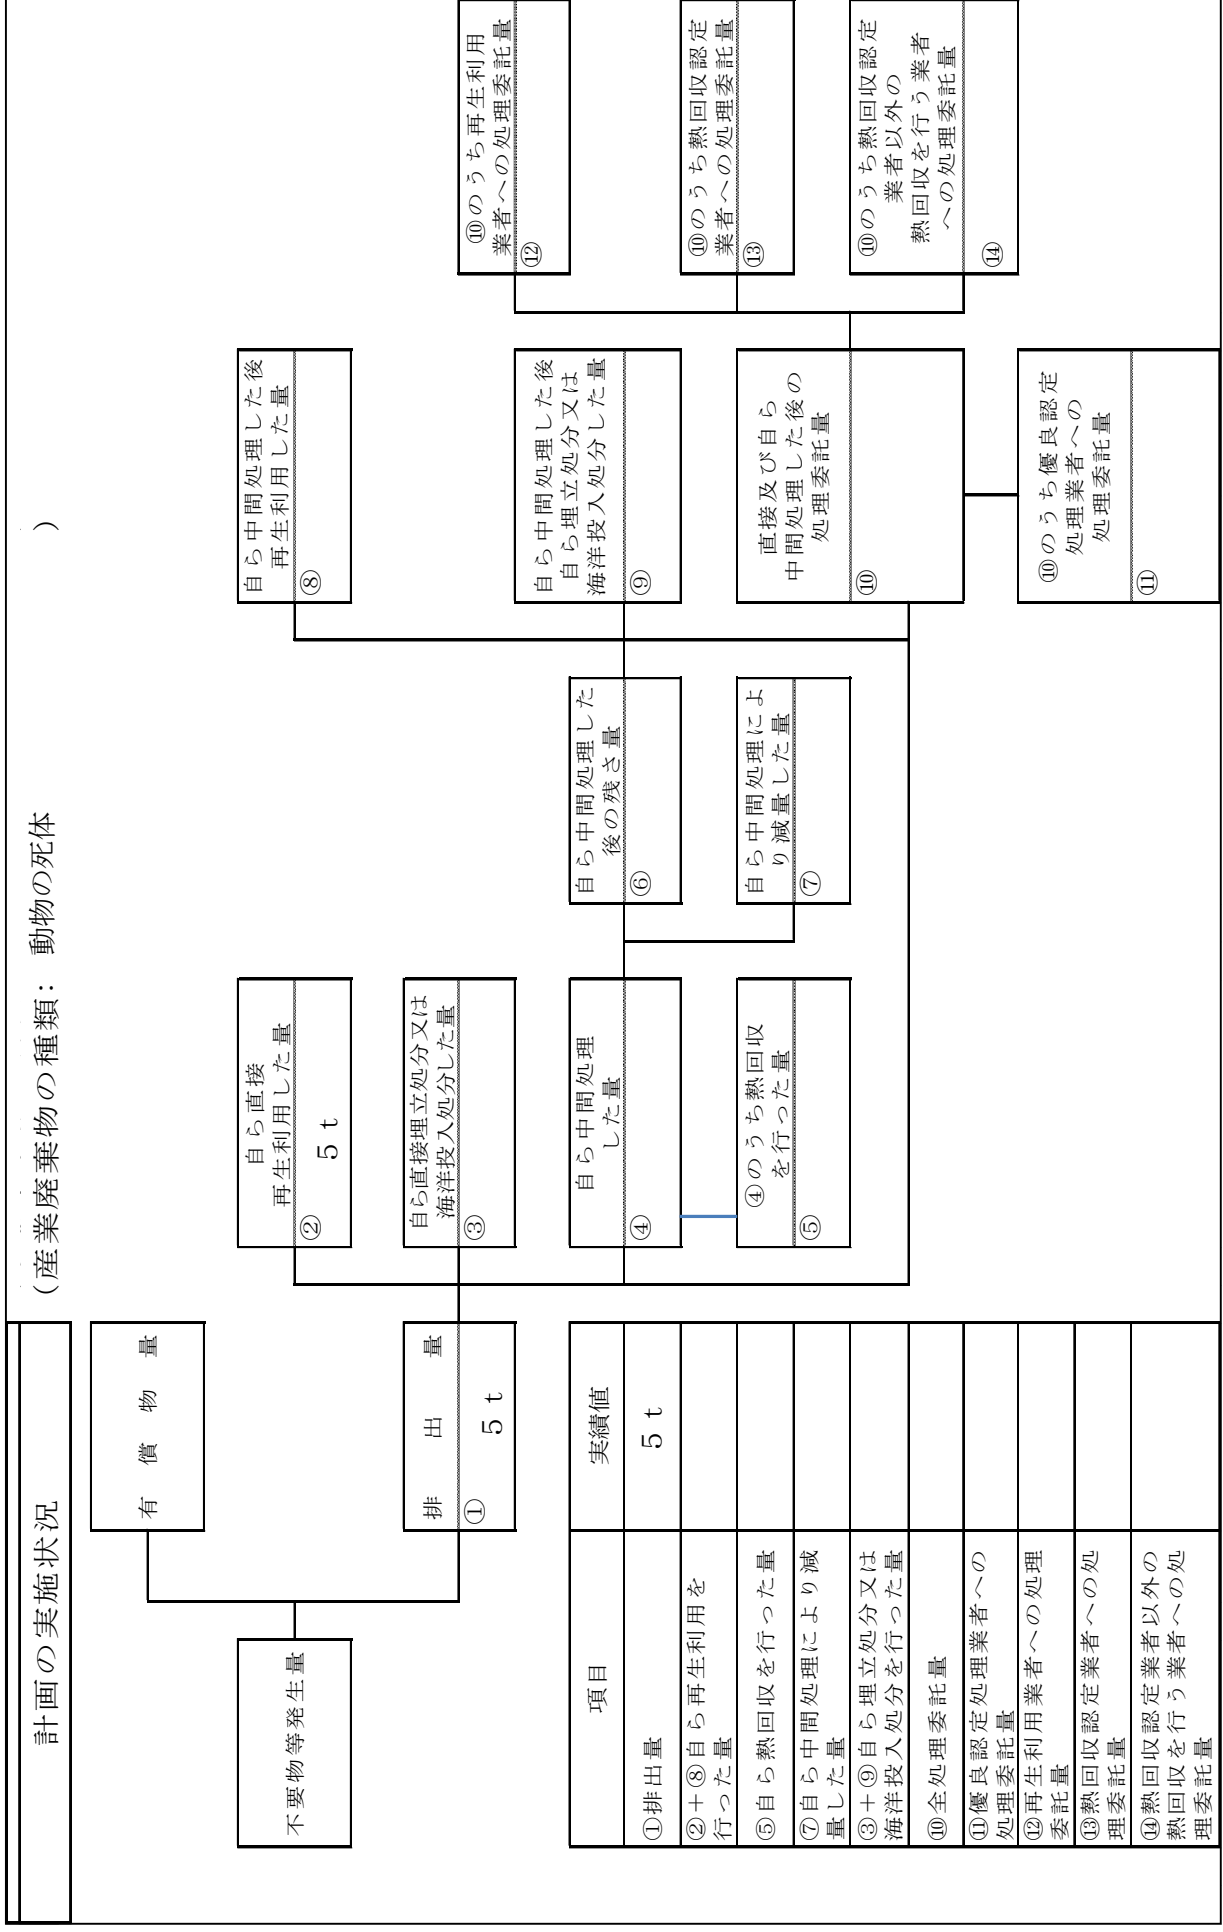 計画の実施状況
（産業廃棄物の種類： 動物の死体 ）
不要物等発生量
有償物量
排出量
① 5ｔ
自ら直接
再生利用した量
② 5ｔ
自ら直接埋立処分又は
海洋投入処分した量
③
自ら中間処理
した量
④
④のうち熱回収
を行った量
⑤
自ら中間処理した
後の残さ量
⑥
自ら中間処理によ
り減量した量
⑦
自ら中間処理した後
再生利用した量
⑧
自ら中間処理した後
自ら埋立処分又は
海洋投入処分した量
⑨
直接及び自ら
中間処理した後の
処理委託量
⑩
⑩のうち優良認定
処理業者への
処理委託量
⑪
⑩のうち再生利用
業者への処理委託量
⑫
⑩のうち熱回収認定
業者への処理委託量
⑬
⑩のうち熱回収認定
業者以外の
熱回収を行う業者
への処理委託量
⑭
項目 実績値
①排出量 5ｔ
②＋⑧自ら再生利用を
行った量
⑤自ら熱回収を行った量
⑦自ら中間処理により減
量した量
③＋⑨自ら埋立処分又は
海洋投入処分を行った量
⑩全処理委託量
⑪優良認定処理業者への
処理委託量
⑫再生利用業者への処理
委託量
⑬熱回収認定業者への処
理委託量
⑭熱回収認定業者以外の
熱回収を行う業者への処
理委託量